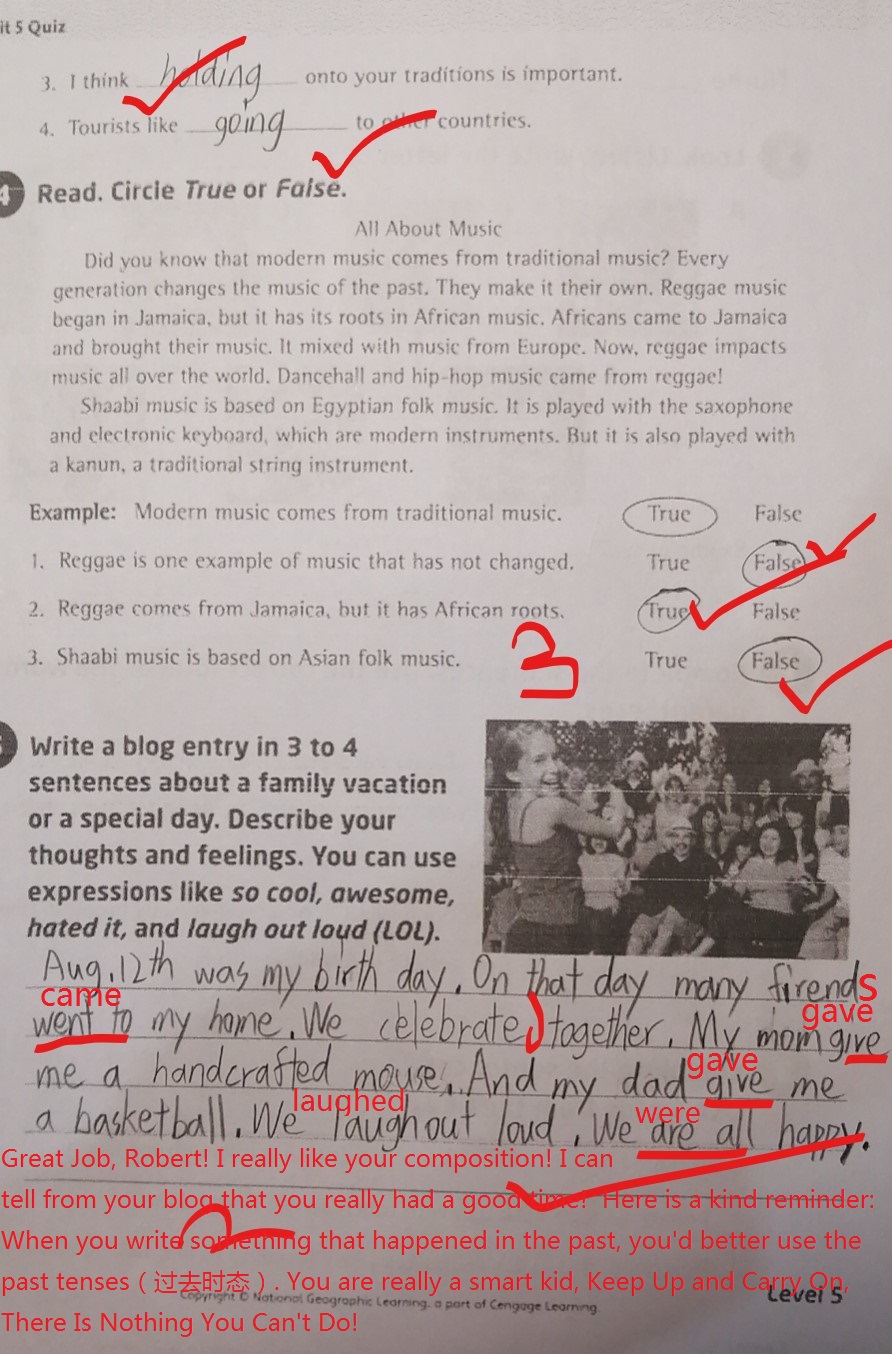 it 5 Quiz
3. I think holding onto your traditions is important.
4. Tourists like going to other countries.
4 Read. Circle True or False.
All About Music
Did you know that modern music comes from traditional music? Every
generation changes the music of the past. They make it their own. Reggae music
began in Jamaica, but it has its roots in African music. Africans came to Jamaica
and brought their music. It mixed with music from Europe. Now, reggae impacts
music all over the world. Dancehall and hip-hop music came from reggae!
Shaabi music is based on Egyptian folk music. It is played with the saxophone
and electronic keyboard, which are modern instruments. But it is also played with
a kanun, a traditional string instrument.
Example: Modern music comes from traditional music. True False
1. Reggae is one example of music that has not changed. True False
2. Reggae comes from Jamaica, but it has African roots. True False
3. Shaabi music is based on Asian folk music. True False
3
Write a blog entry in 3 to 4
sentences about a family vacation
or a special day. Describe your
thoughts and feelings. You can use
expressions like so cool, awesome,
hated it, and laugh out loud (LOL).
Aug. 12th was my birth day. On that day many firends
came gave
went to my home. We celebrated together. My mom give
gave
me a handcrafted mouse. And my dad give me
laughed were
a basketball. We laugh out loud. We are all happy.
Great Job, Robert! I really like your composition! I can
tell from your blog that you really had a good time! Here is a kind reminder:
2
When you write something that happened in the past, you'd better use the
past tenses（过去时态）. You are really a smart kid, Keep Up and Carry On,
Copyright © National Geographic Learning, a part of Cengage Learning Level 5
There Is Nothing You Can't Do!